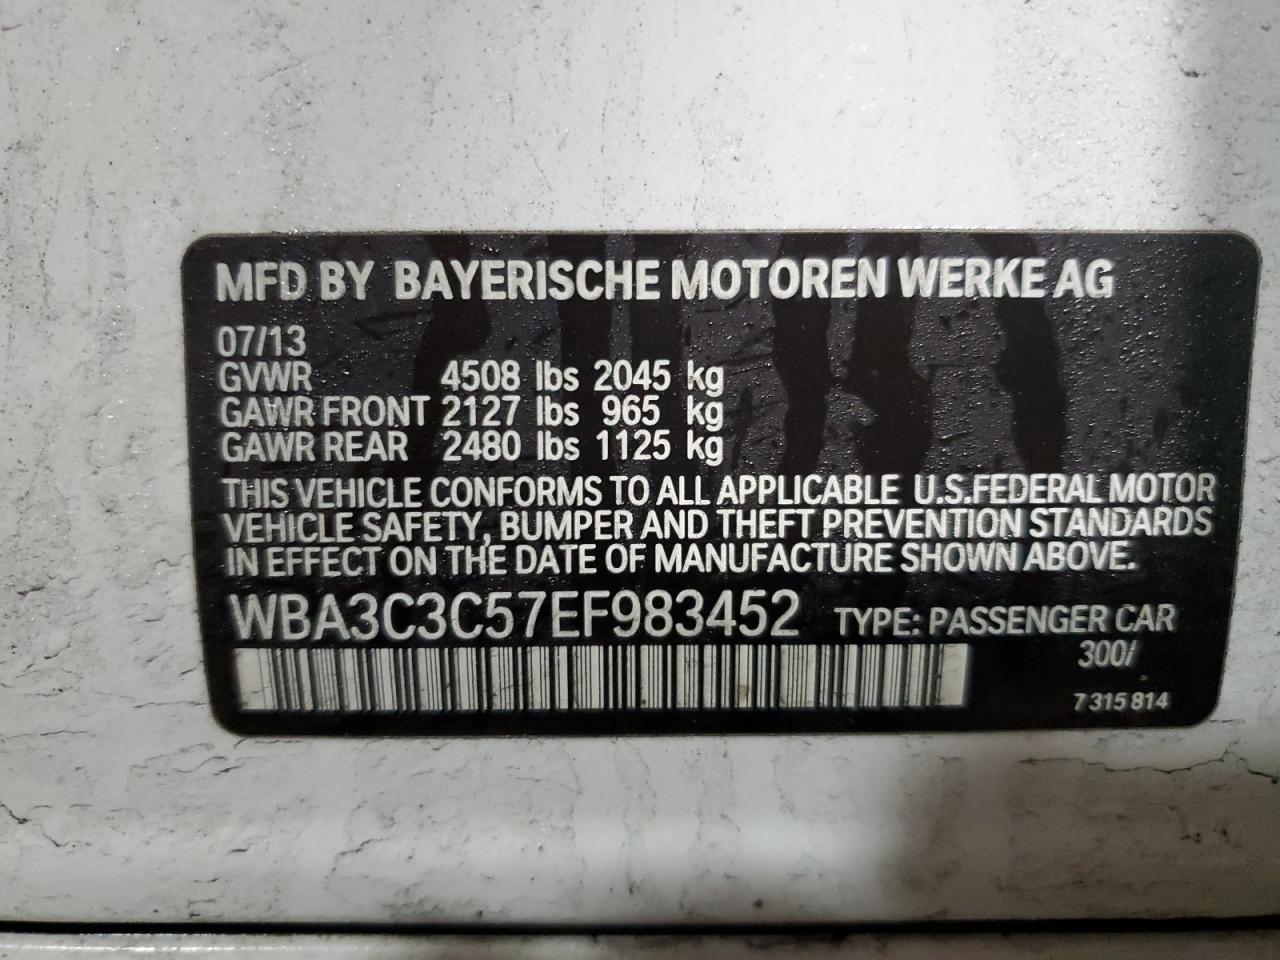 MFD BY BAYERISCHE MOTOREN WERKE AG
07/13
GVWR 4508 lbs 2045 kg
GAWR FRONT 2127 lbs 965 kg
GAWR REAR 2480 lbs 1125 kg
THIS VEHICLE CONFORMS TO ALL APPLICABLE U.S.FEDERAL MOTOR
VEHICLE SAFETY, BUMPER AND THEFT PREVENTION STANDARDS
IN EFFECT ON THE DATE OF MANUFACTURE SHOWN ABOVE.
WBA3C3C57EF983452 TYPE: PASSENGER CAR
300/
7 315 814